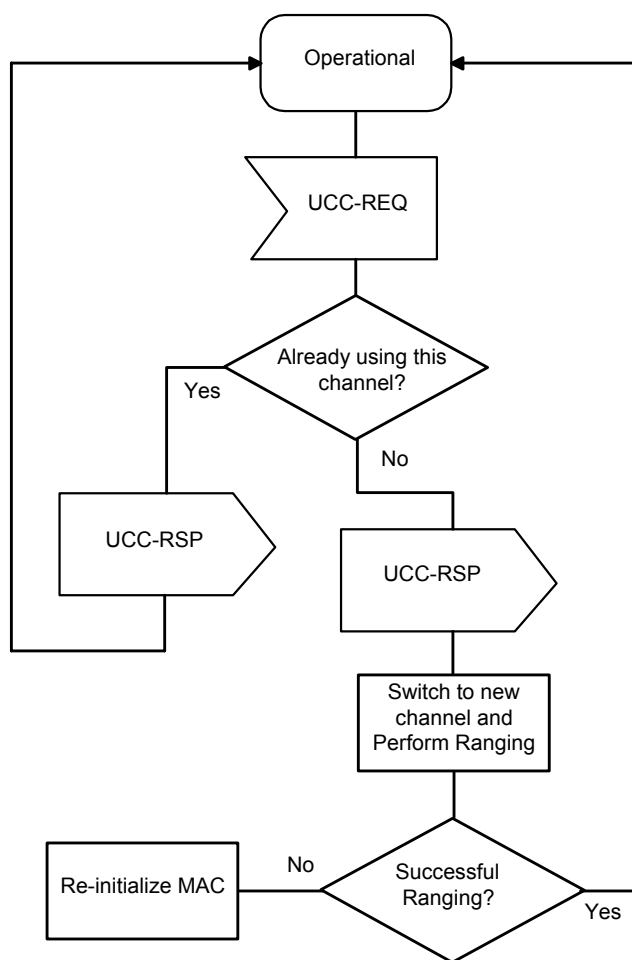 Operational
UCC-REQ
Already using this
channel?
Yes
No
UCC-RSP
UCC-RSP
Switch to new
channel and
Perform Ranging
Re-initialize MAC
No
Successful
Ranging?
Yes